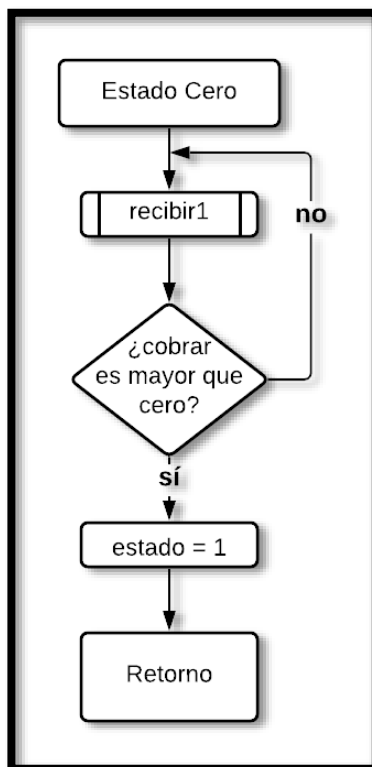 Estado Cero
recibir1
no
¿cobrar
es mayor que
cero?
sí
estado = 1
Retorno